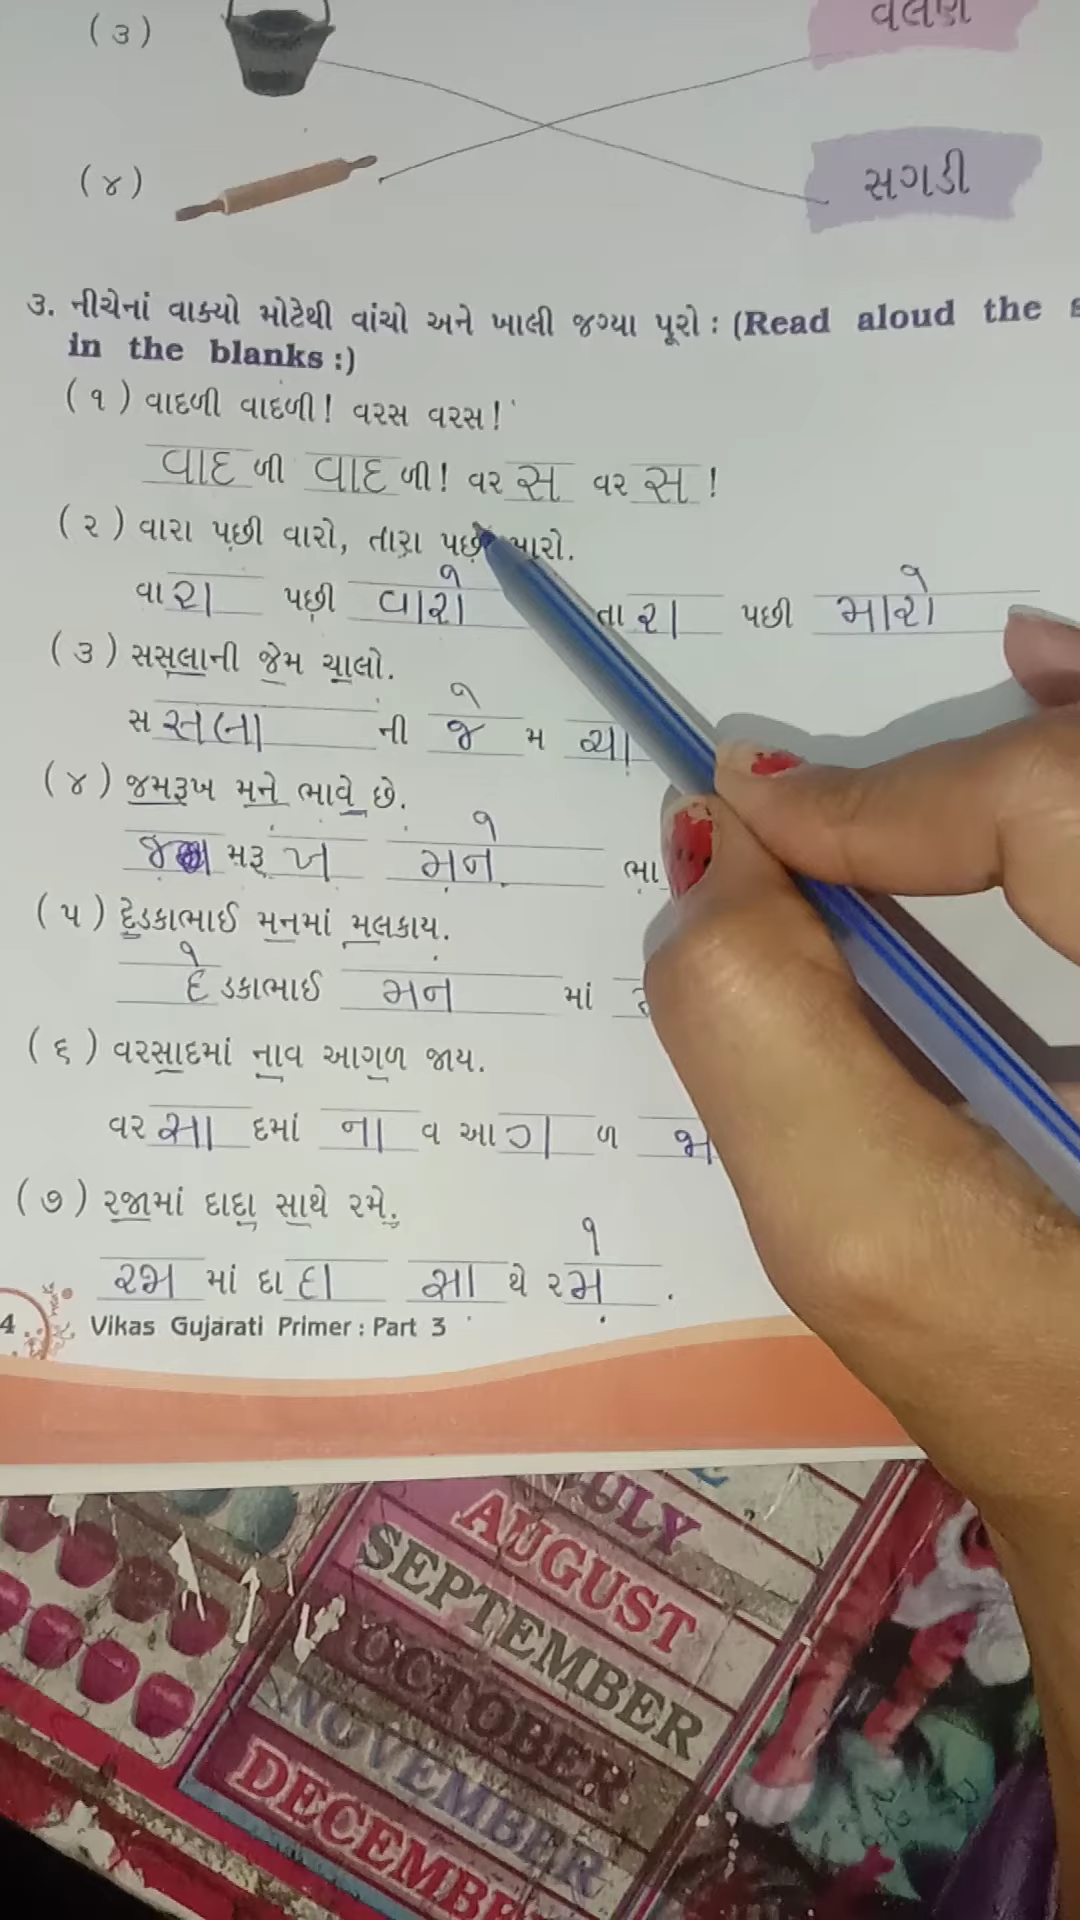 (૩) વેલણ
(૪) સગડી
૩. નીચેનાં વાક્યો મોટેથી વાંચો અને ખાલી જગ્યા પૂરો : (Read aloud the
in the blanks :)
(૧) વાદળી વાદળી! વરસ વરસ!
વાદળી વાદળી! વરસ વરસ!
(૨) વારા પછી વારો, તારા પછી મારો.
વારા પછી વારો તારા પછી મારો
(૩) સસલાની જેમ ચાલો.
સસલાની જેમ ચા
(૪) જમરૂખ મને ભાવે છે.
જમરૂખ મને ભા
(૫) દેડકાભાઈ મનમાં મલકાય.
દેડકાભાઈ મનમાં
(૬) વરસાદમાં નાવ આગળ જાય.
વરસાદમાં નાવ આગળ જ
(૭) રજામાં દાદા સાથે રમે.
રજામાં દાદા સાથે રમે.
4 Vikas Gujarati Primer : Part 3
JULY
AUGUST
SEPTEMBER
OCTOBER
NOVEMBER
DECEMBE